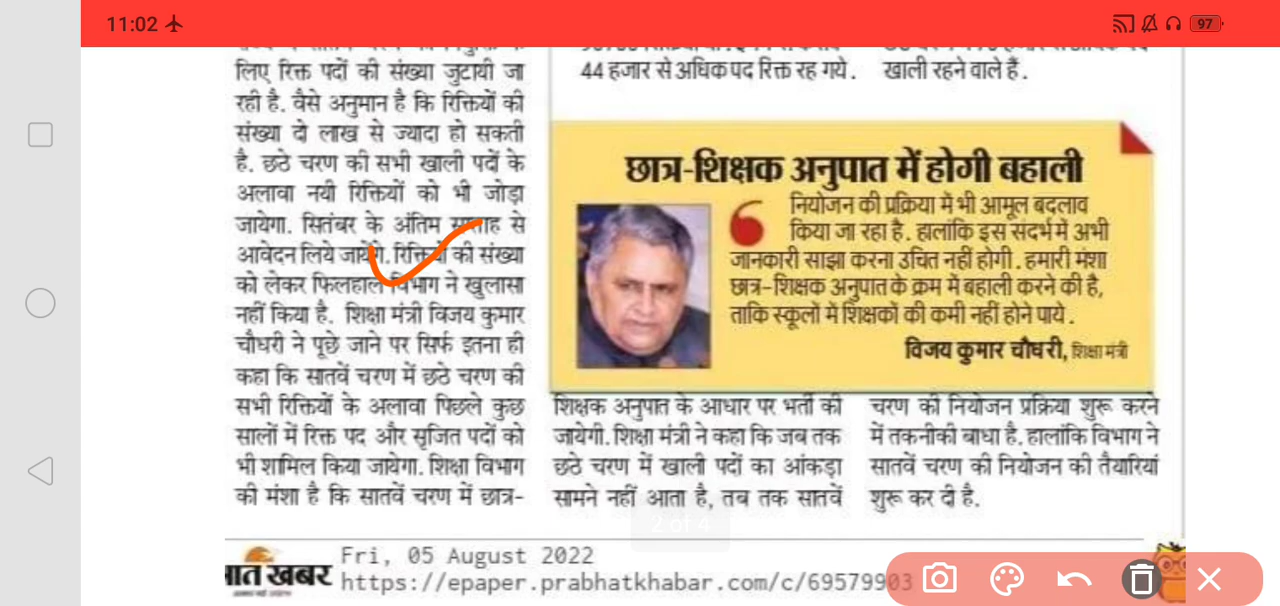 11:02
97
लिए रिक्त पदों की संख्या जुटायी जा
रही है. वैसे अनुमान है कि रिक्तियों की
संख्या दो लाख से ज्यादा हो सकती
है. छठे चरण की सभी खाली पदों के
अलावा नयी रिक्तियों को भी जोड़ा
जायेगा. सितंबर के अंतिम सप्ताह से
आवेदन लिये जायेंगे. रिक्तियों की संख्या
को लेकर फिलहाल विभाग ने खुलासा
नहीं किया है. शिक्षा मंत्री विजय कुमार
चौधरी ने पूछे जाने पर सिर्फ इतना ही
कहा कि सातवें चरण में छठे चरण की
सभी रिक्तियों के अलावा पिछले कुछ
सालों में रिक्त पद और सृजित पदों को
भी शामिल किया जायेगा. शिक्षा विभाग
की मंशा है कि सातवें चरण में छात्र-
44 हजार से अधिक पद रिक्त रह गये.
खाली रहने वाले हैं.
छात्र-शिक्षक अनुपात में होगी बहाली
नियोजन की प्रक्रिया में भी आमूल बदलाव
किया जा रहा है. हालांकि इस संदर्भ में अभी
जानकारी साझा करना उचित नहीं होगी. हमारी मंशा
छात्र-शिक्षक अनुपात के क्रम में बहाली करने की है,
ताकि स्कूलों में शिक्षकों की कमी नहीं होने पाये.
विजय कुमार चौधरी, शिक्षा मंत्री
शिक्षक अनुपात के आधार पर भर्ती की
जायेगी. शिक्षा मंत्री ने कहा कि जब तक
छठे चरण में खाली पदों का आंकड़ा
सामने नहीं आता है, तब तक सातवें
चरण की नियोजन प्रक्रिया शुरू करने
में तकनीकी बाधा है. हालांकि विभाग ने
सातवें चरण की नियोजन की तैयारियां
शुरू कर दी है.
2 of 4
खबर
Fri, 05 August 2022
https://epaper.prabhatkhabar.com/c/69579903